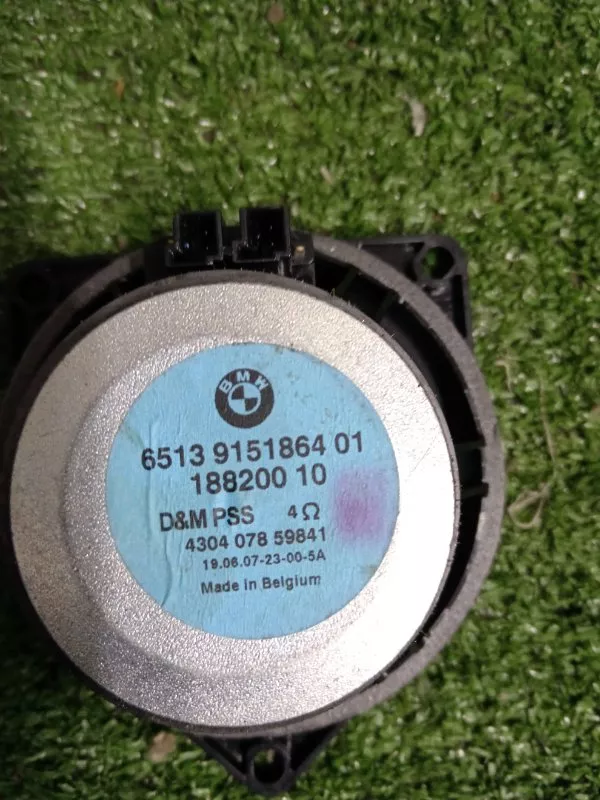 BMW
6513 9151864 01
188200 10
D&M PSS 4Ω
4304 078 59841
19.06.07-23-00-5A
Made in Belgium